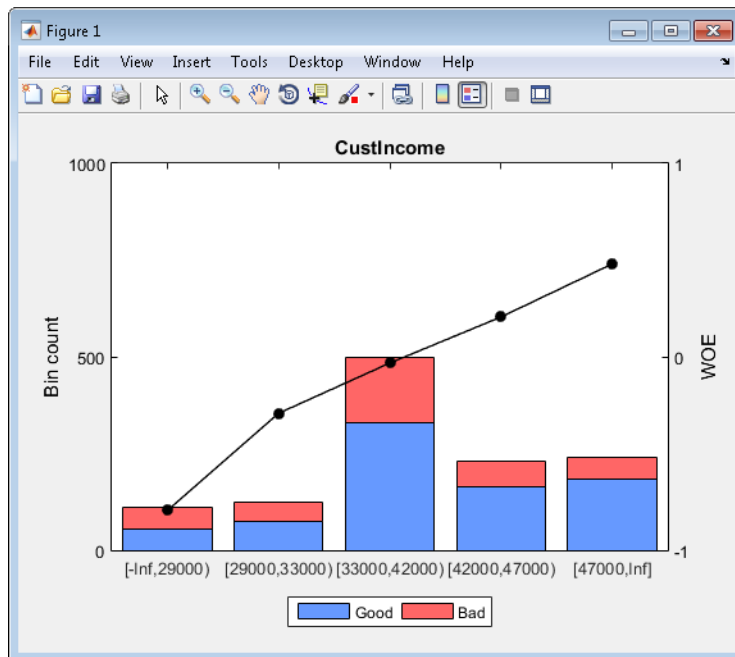 Figure 1
File Edit View Insert Tools Desktop Window Help
CustIncome
1000
500
0
Bin count
1
0
-1
WOE
[-Inf,29000) [29000,33000) [33000,42000) [42000,47000) [47000,Inf]
Good Bad